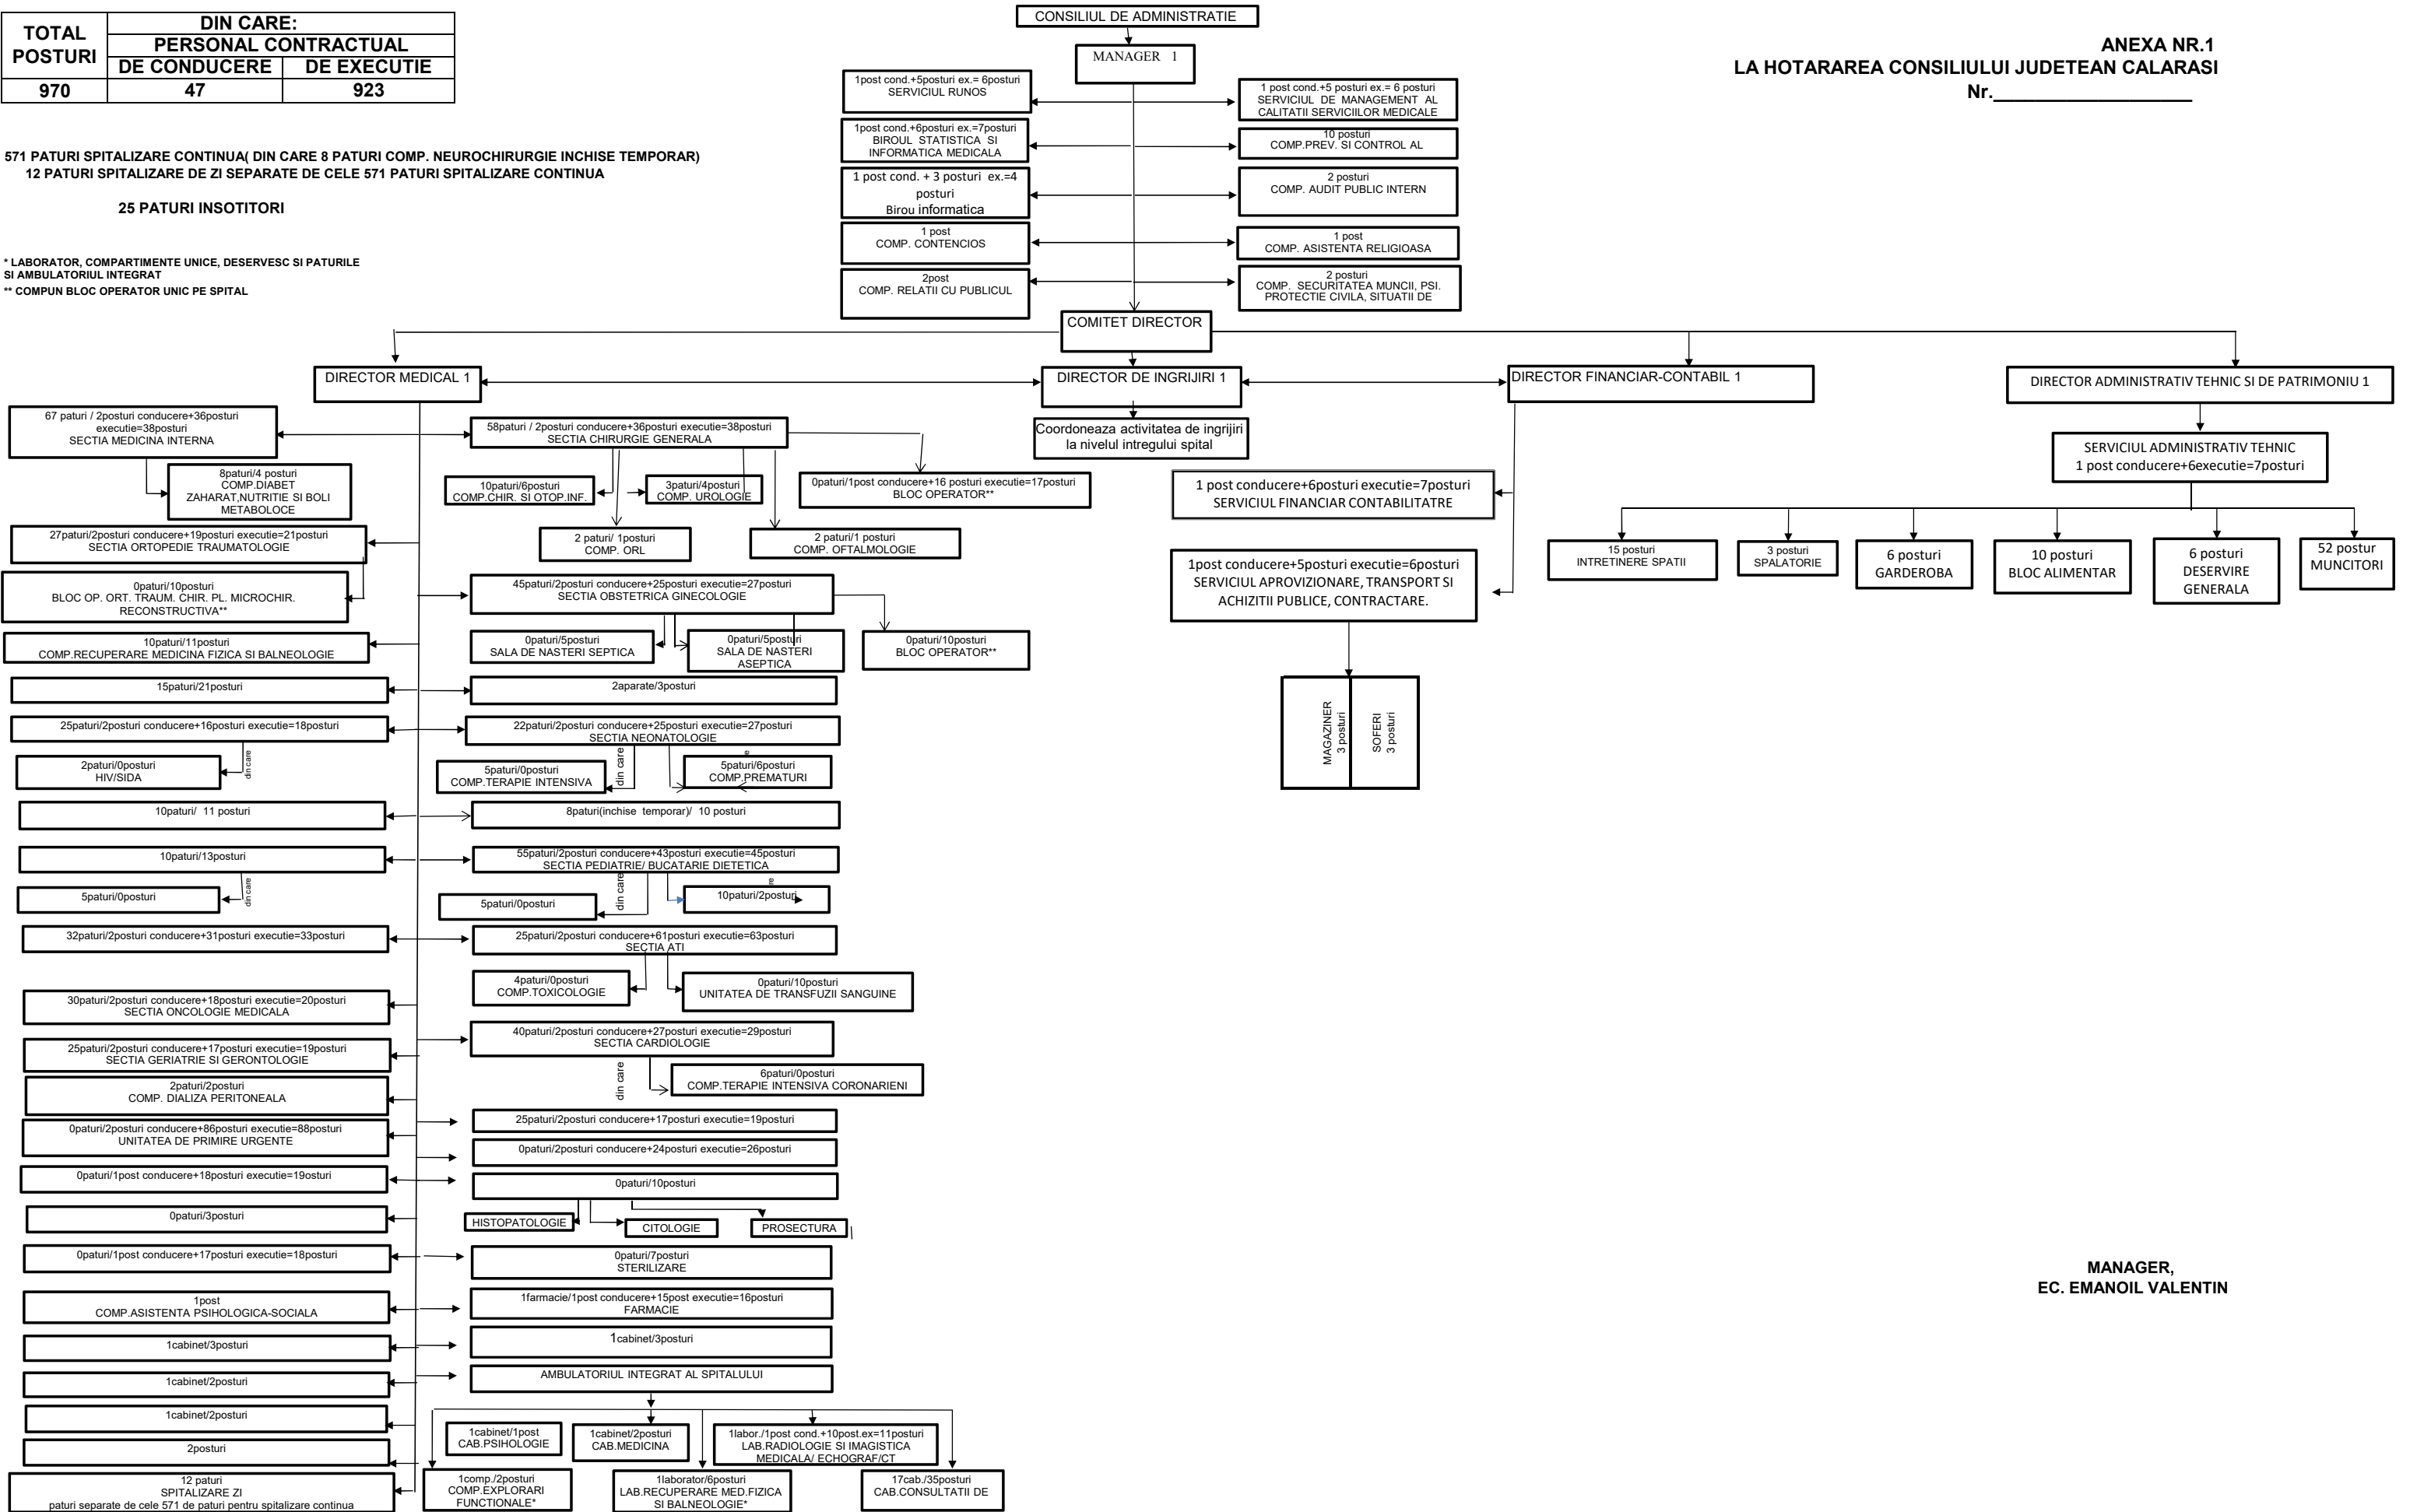 TOTAL
POSTURI
DIN CARE:
PERSONAL CONTRACTUAL
DE CONDUCERE
DE EXECUTIE
970
47
923
571 PATURI SPITALIZARE CONTINUA( DIN CARE 8 PATURI COMP. NEUROCHIRURGIE INCHISE TEMPORAR)
12 PATURI SPITALIZARE DE ZI SEPARATE DE CELE 571 PATURI SPITALIZARE CONTINUA
25 PATURI INSOTITORI
* LABORATOR, COMPARTIMENTE UNICE, DESERVESC SI PATURILE
SI AMBULATORIUL INTEGRAT
** COMPUN BLOC OPERATOR UNIC PE SPITAL
ANEXA NR.1
LA HOTARAREA CONSILIULUI JUDETEAN CALARASI
Nr.___________________
CONSILIUL DE ADMINISTRATIE
MANAGER 1
1post cond.+5posturi ex.= 6posturi
SERVICIUL RUNOS
1 post cond.+5 posturi ex.= 6 posturi
SERVICIUL DE MANAGEMENT AL
CALITATII SERVICIILOR MEDICALE
1post cond.+6posturi ex.=7posturi
BIROUL STATISTICA SI
INFORMATICA MEDICALA
10 posturi
COMP.PREV. SI CONTROL AL
1 post cond. + 3 posturi ex.=4
posturi
Birou informatica
2 posturi
COMP. AUDIT PUBLIC INTERN
1 post
COMP. CONTENCIOS
1 post
COMP. ASISTENTA RELIGIOASA
2post
COMP. RELATII CU PUBLICUL
2 posturi
COMP. SECURITATEA MUNCII, PSI.
PROTECTIE CIVILA, SITUATII DE
COMITET DIRECTOR
DIRECTOR MEDICAL 1
DIRECTOR DE INGRIJIRI 1
DIRECTOR FINANCIAR-CONTABIL 1
DIRECTOR ADMINISTRATIV TEHNIC SI DE PATRIMONIU 1
Coordoneaza activitatea de ingrijiri
la nivelul intregului spital
1 post conducere+6posturi executie=7posturi
SERVICIUL FINANCIAR CONTABILITATRE
1post conducere+5posturi executie=6posturi
SERVICIUL APROVIZIONARE, TRANSPORT SI
ACHIZITII PUBLICE, CONTRACTARE.
MAGAZINER
3 posturi
SOFERI
3 posturi
SERVICIUL ADMINISTRATIV TEHNIC
1 post conducere+6executie=7posturi
15 posturi
INTRETINERE SPATII
3 posturi
SPALATORIE
6 posturi
GARDEROBA
10 posturi
BLOC ALIMENTAR
6 posturi
DESERVIRE
GENERALA
52 postur
MUNCITORI
67 paturi / 2posturi conducere+36posturi
executie=38posturi
SECTIA MEDICINA INTERNA
58paturi / 2posturi conducere+36posturi executie=38posturi
SECTIA CHIRURGIE GENERALA
8paturi/4 posturi
COMP.DIABET
ZAHARAT,NUTRITIE SI BOLI
METABOLOCE
10paturi/6posturi
COMP.CHIR. SI OTOP.INF.
3paturi/4posturi
COMP. UROLOGIE
0paturi/1post conducere+16 posturi executie=17posturi
BLOC OPERATOR**
2 paturi/ 1posturi
COMP. ORL
2 paturi/1 posturi
COMP. OFTALMOLOGIE
27paturi/2posturi conducere+19posturi executie=21posturi
SECTIA ORTOPEDIE TRAUMATOLOGIE
0paturi/10posturi
BLOC OP. ORT. TRAUM. CHIR. PL. MICROCHIR.
RECONSTRUCTIVA**
45paturi/2posturi conducere+25posturi executie=27posturi
SECTIA OBSTETRICA GINECOLOGIE
10paturi/11posturi
COMP.RECUPERARE MEDICINA FIZICA SI BALNEOLOGIE
0paturi/5posturi
SALA DE NASTERI SEPTICA
0paturi/5posturi
SALA DE NASTERI
ASEPTICA
0paturi/10posturi
BLOC OPERATOR**
15paturi/21posturi
2aparate/3posturi
25paturi/2posturi conducere+16posturi executie=18posturi
22paturi/2posturi conducere+25posturi executie=27posturi
SECTIA NEONATOLOGIE
din care
2paturi/0posturi
HIV/SIDA
din care
5paturi/0posturi
COMP.TERAPIE INTENSIVA
5paturi/6posturi
COMP.PREMATURI
10paturi/ 11 posturi
8paturi(inchise temporar)/ 10 posturi
10paturi/13posturi
55paturi/2posturi conducere+43posturi executie=45posturi
SECTIA PEDIATRIE/ BUCATARIE DIETETICA
din care
5paturi/0posturi
din care
5paturi/0posturi
10paturi/2posturi
32paturi/2posturi conducere+31posturi executie=33posturi
25paturi/2posturi conducere+61posturi executie=63posturi
SECTIA ATI
4paturi/0posturi
COMP.TOXICOLOGIE
0paturi/10posturi
UNITATEA DE TRANSFUZII SANGUINE
30paturi/2posturi conducere+18posturi executie=20posturi
SECTIA ONCOLOGIE MEDICALA
40paturi/2posturi conducere+27posturi executie=29posturi
SECTIA CARDIOLOGIE
25paturi/2posturi conducere+17posturi executie=19posturi
SECTIA GERIATRIE SI GERONTOLOGIE
din care
6paturi/0posturi
COMP.TERAPIE INTENSIVA CORONARIENI
2paturi/2posturi
COMP. DIALIZA PERITONEALA
25paturi/2posturi conducere+17posturi executie=19posturi
0paturi/2posturi conducere+86posturi executie=88posturi
UNITATEA DE PRIMIRE URGENTE
0paturi/2posturi conducere+24posturi executie=26posturi
0paturi/1post conducere+18posturi executie=19osturi
0paturi/10posturi
0paturi/3posturi
HISTOPATOLOGIE
CITOLOGIE
PROSECTURA
0paturi/1post conducere+17posturi executie=18posturi
0paturi/7posturi
STERILIZARE
1post
COMP.ASISTENTA PSIHOLOGICA-SOCIALA
1farmacie/1post conducere+15post executie=16posturi
FARMACIE
1cabinet/3posturi
1cabinet/3posturi
1cabinet/2posturi
AMBULATORIUL INTEGRAT AL SPITALULUI
1cabinet/2posturi
2posturi
1cabinet/1post
CAB.PSIHOLOGIE
1cabinet/2posturi
CAB.MEDICINA
1labor./1post cond.+10post.ex=11posturi
LAB.RADIOLOGIE SI IMAGISTICA
MEDICALA/ ECHOGRAF/CT
12 paturi
SPITALIZARE ZI
paturi separate de cele 571 de paturi pentru spitalizare continua
1comp./2posturi
COMP.EXPLORARI
FUNCTIONALE*
1laborator/6posturi
LAB.RECUPERARE MED.FIZICA
SI BALNEOLOGIE*
17cab./35posturi
CAB.CONSULTATII DE
MANAGER,
EC. EMANOIL VALENTIN